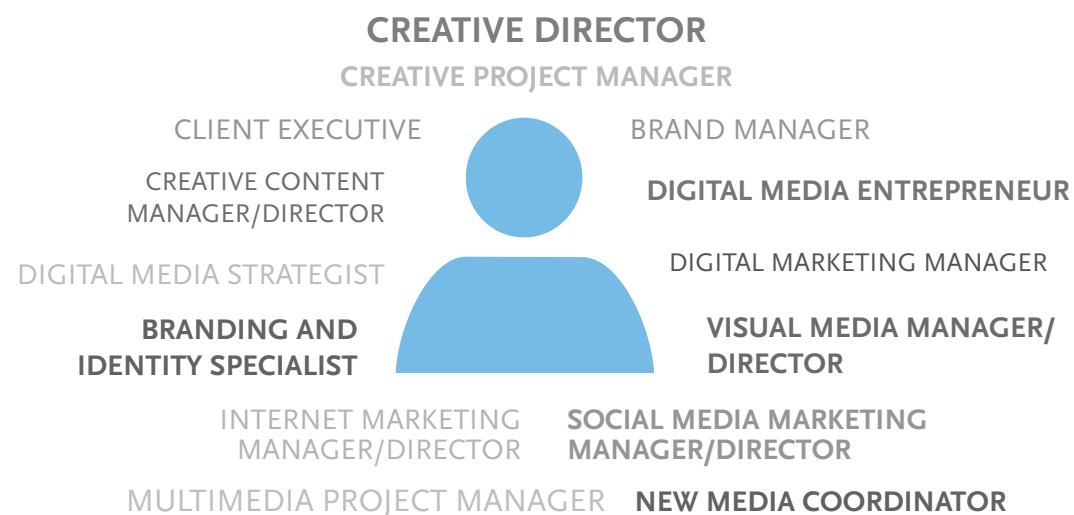 CREATIVE DIRECTOR
CREATIVE PROJECT MANAGER
CLIENT EXECUTIVE
BRAND MANAGER
CREATIVE CONTENT
MANAGER/DIRECTOR
DIGITAL MEDIA ENTREPRENEUR
DIGITAL MEDIA STRATEGIST
DIGITAL MARKETING MANAGER
BRANDING AND
IDENTITY SPECIALIST
VISUAL MEDIA MANAGER/
DIRECTOR
INTERNET MARKETING
MANAGER/DIRECTOR
SOCIAL MEDIA MARKETING
MANAGER/DIRECTOR
MULTIMEDIA PROJECT MANAGER
NEW MEDIA COORDINATOR